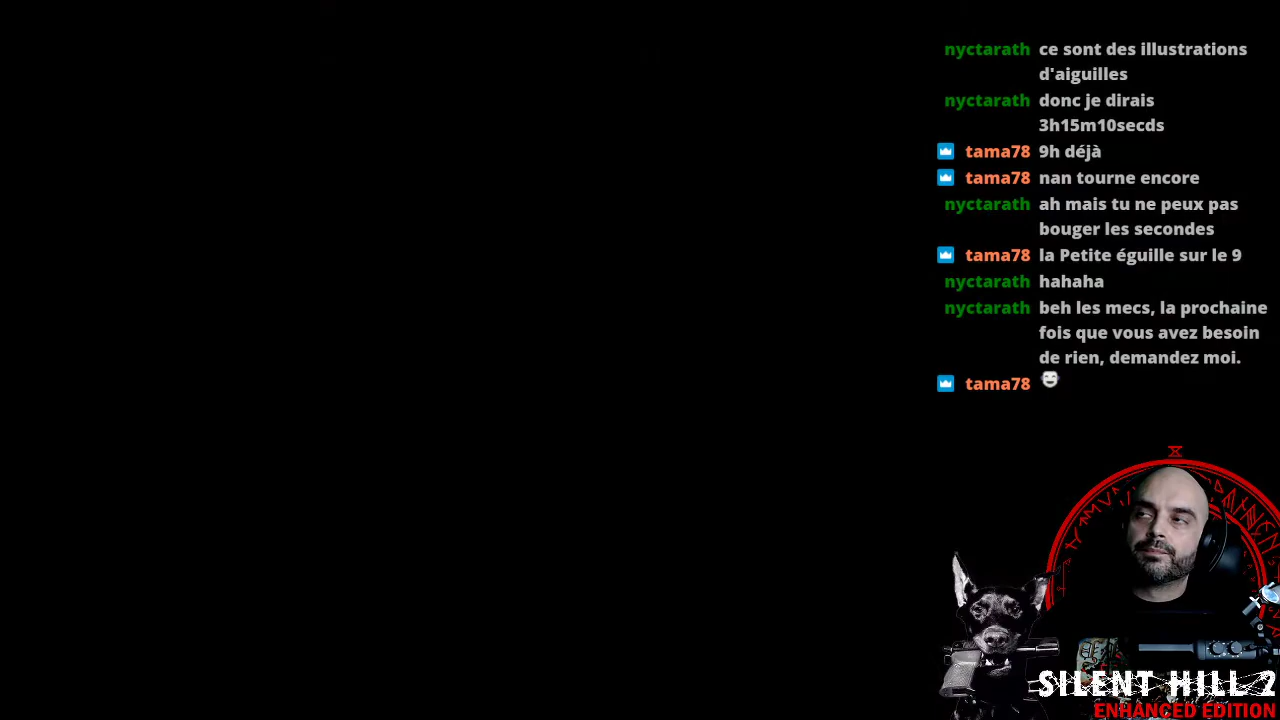 nyctarath ce sont des illustrations
d'aiguilles
nyctarath donc je dirais
3h15m10secds
tama78 9h déjà
tama78 nan tourne encore
nyctarath ah mais tu ne peux pas
bouger les secondes
tama78 la Petite éguille sur le 9
nyctarath hahaha
nyctarath beh les mecs, la prochaine
fois que vous avez besoin
de rien, demandez moi.
tama78
SILENT HILL 2
ENHANCED EDITION